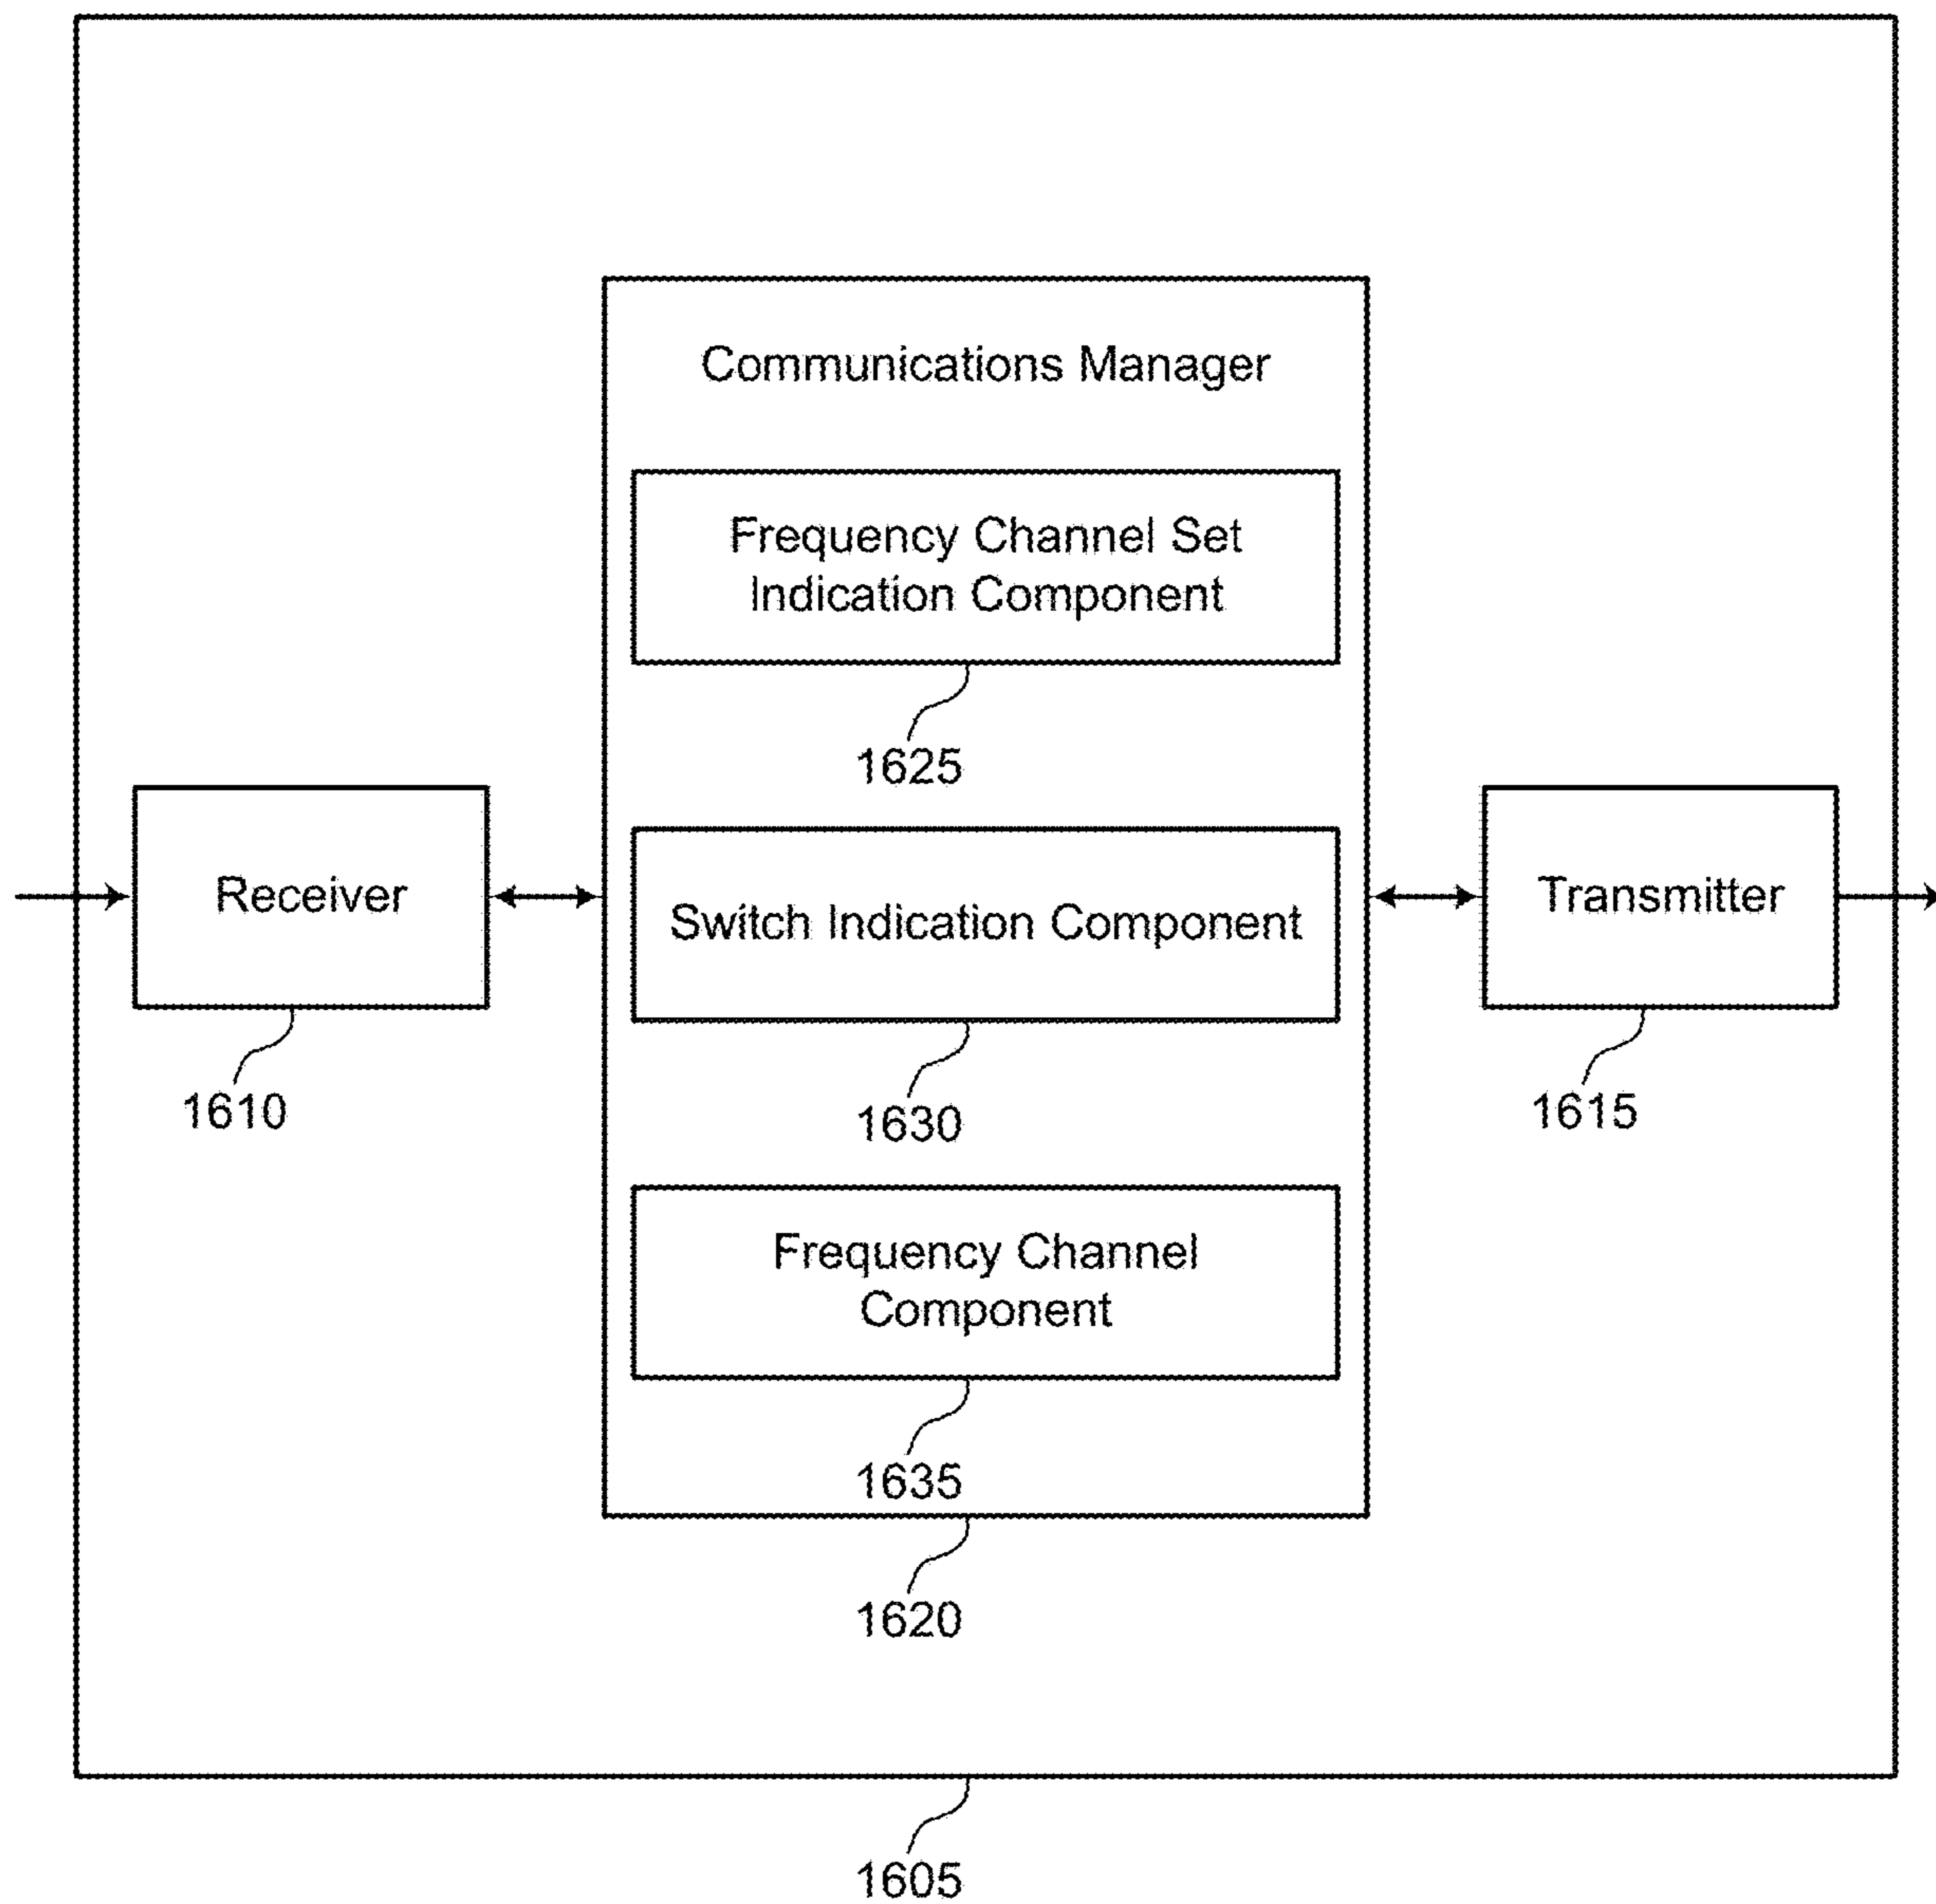 Communications Manager
Frequency Channel Set
Indication Component
1625
Receiver
1610
Switch Indication Component
1630
Transmitter
1615
Frequency Channel
Component
1635
1620
1605